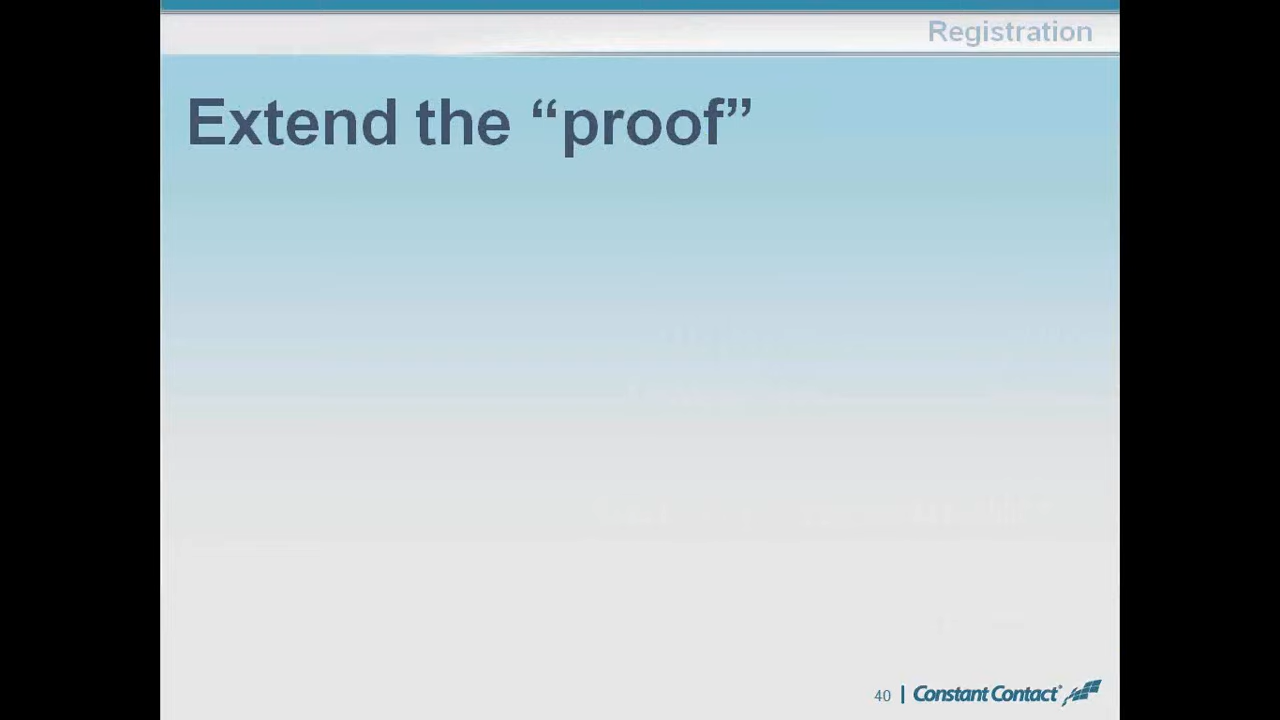 Registration
Extend the “proof”
40 | Constant Contact®